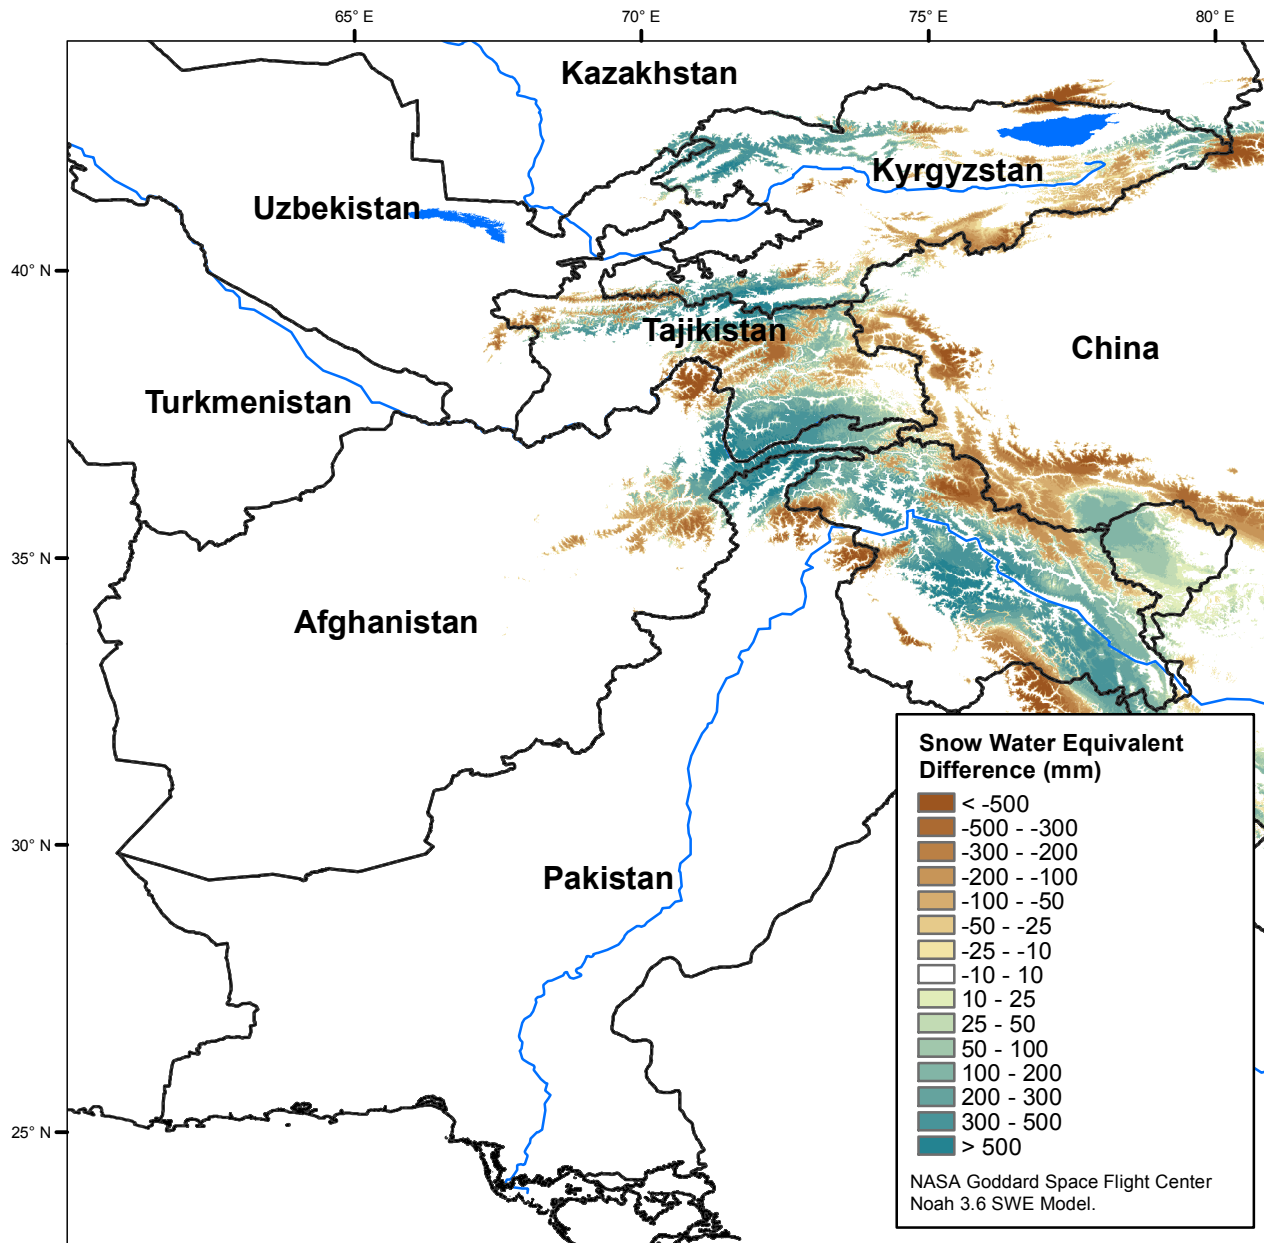 65° E
70° E
75° E
80° E
Kazakhstan
Kyrgyzstan
Uzbekistan
40° N
Tajikistan
China
Turkmenistan
35° N
Afghanistan
Snow Water Equivalent
Difference (mm)
< -500
-500 - -300
-300 - -200
-200 - -100
-100 - -50
-50 - -25
-25 - -10
-10 - 10
10 - 25
25 - 50
50 - 100
100 - 200
200 - 300
300 - 500
> 500
30° N
Pakistan
25° N
NASA Goddard Space Flight Center
Noah 3.6 SWE Model.